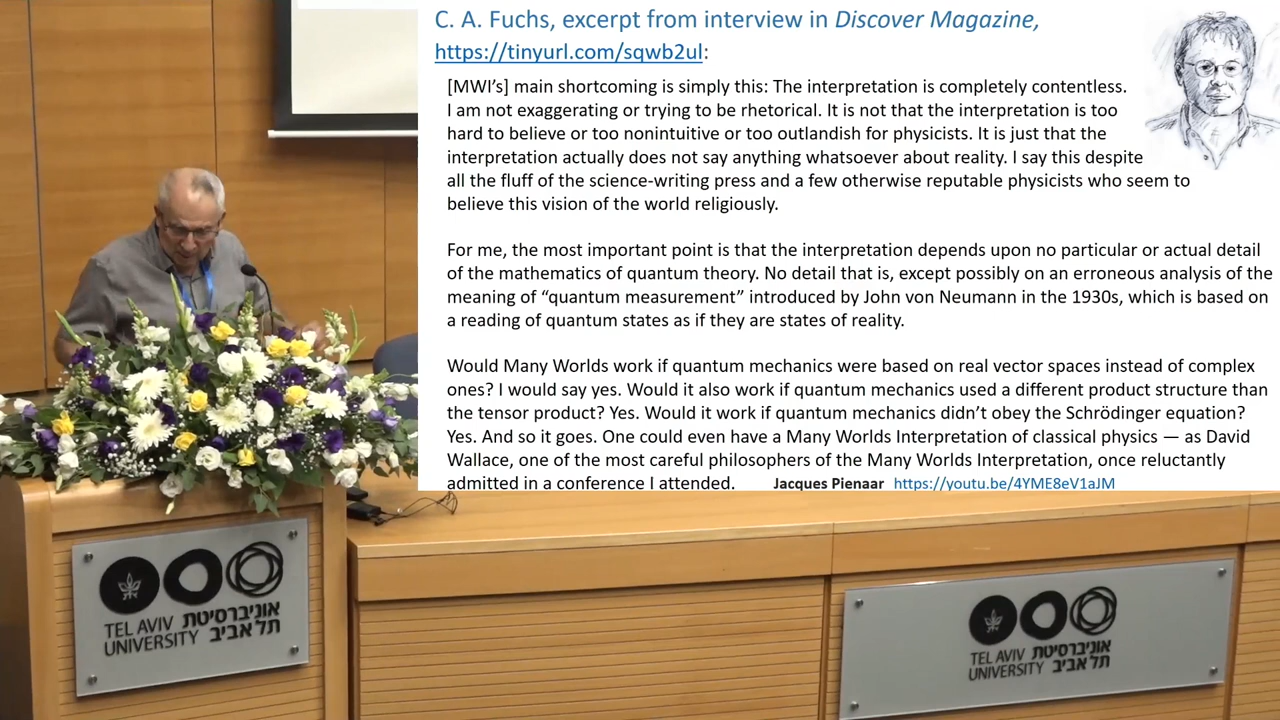 C. A. Fuchs, excerpt from interview in Discover Magazine,
https://tinyurl.com/sqwb2ul:
[MWI’s] main shortcoming is simply this: The interpretation is completely contentless.
I am not exaggerating or trying to be rhetorical. It is not that the interpretation is too
hard to believe or too nonintuitive or too outlandish for physicists. It is just that the
interpretation actually does not say anything whatsoever about reality. I say this despite
all the fluff of the science-writing press and a few otherwise reputable physicists who seem to
believe this vision of the world religiously.
For me, the most important point is that the interpretation depends upon no particular or actual detail
of the mathematics of quantum theory. No detail that is, except possibly on an erroneous analysis of the
meaning of “quantum measurement” introduced by John von Neumann in the 1930s, which is based on
a reading of quantum states as if they are states of reality.
Would Many Worlds work if quantum mechanics were based on real vector spaces instead of complex
ones? I would say yes. Would it also work if quantum mechanics used a different product structure than
the tensor product? Yes. Would it work if quantum mechanics didn’t obey the Schrödinger equation?
Yes. And so it goes. One could even have a Many Worlds Interpretation of classical physics — as David
Wallace, one of the most careful philosophers of the Many Worlds Interpretation, once reluctantly
admitted in a conference I attended. Jacques Pienaar https://youtu.be/4YME8eV1aJM
TEL AVIV אוניברסיטת
UNIVERSITY תל אביב
TEL AVIV אוניברסיטת
UNIVERSITY תל אביב